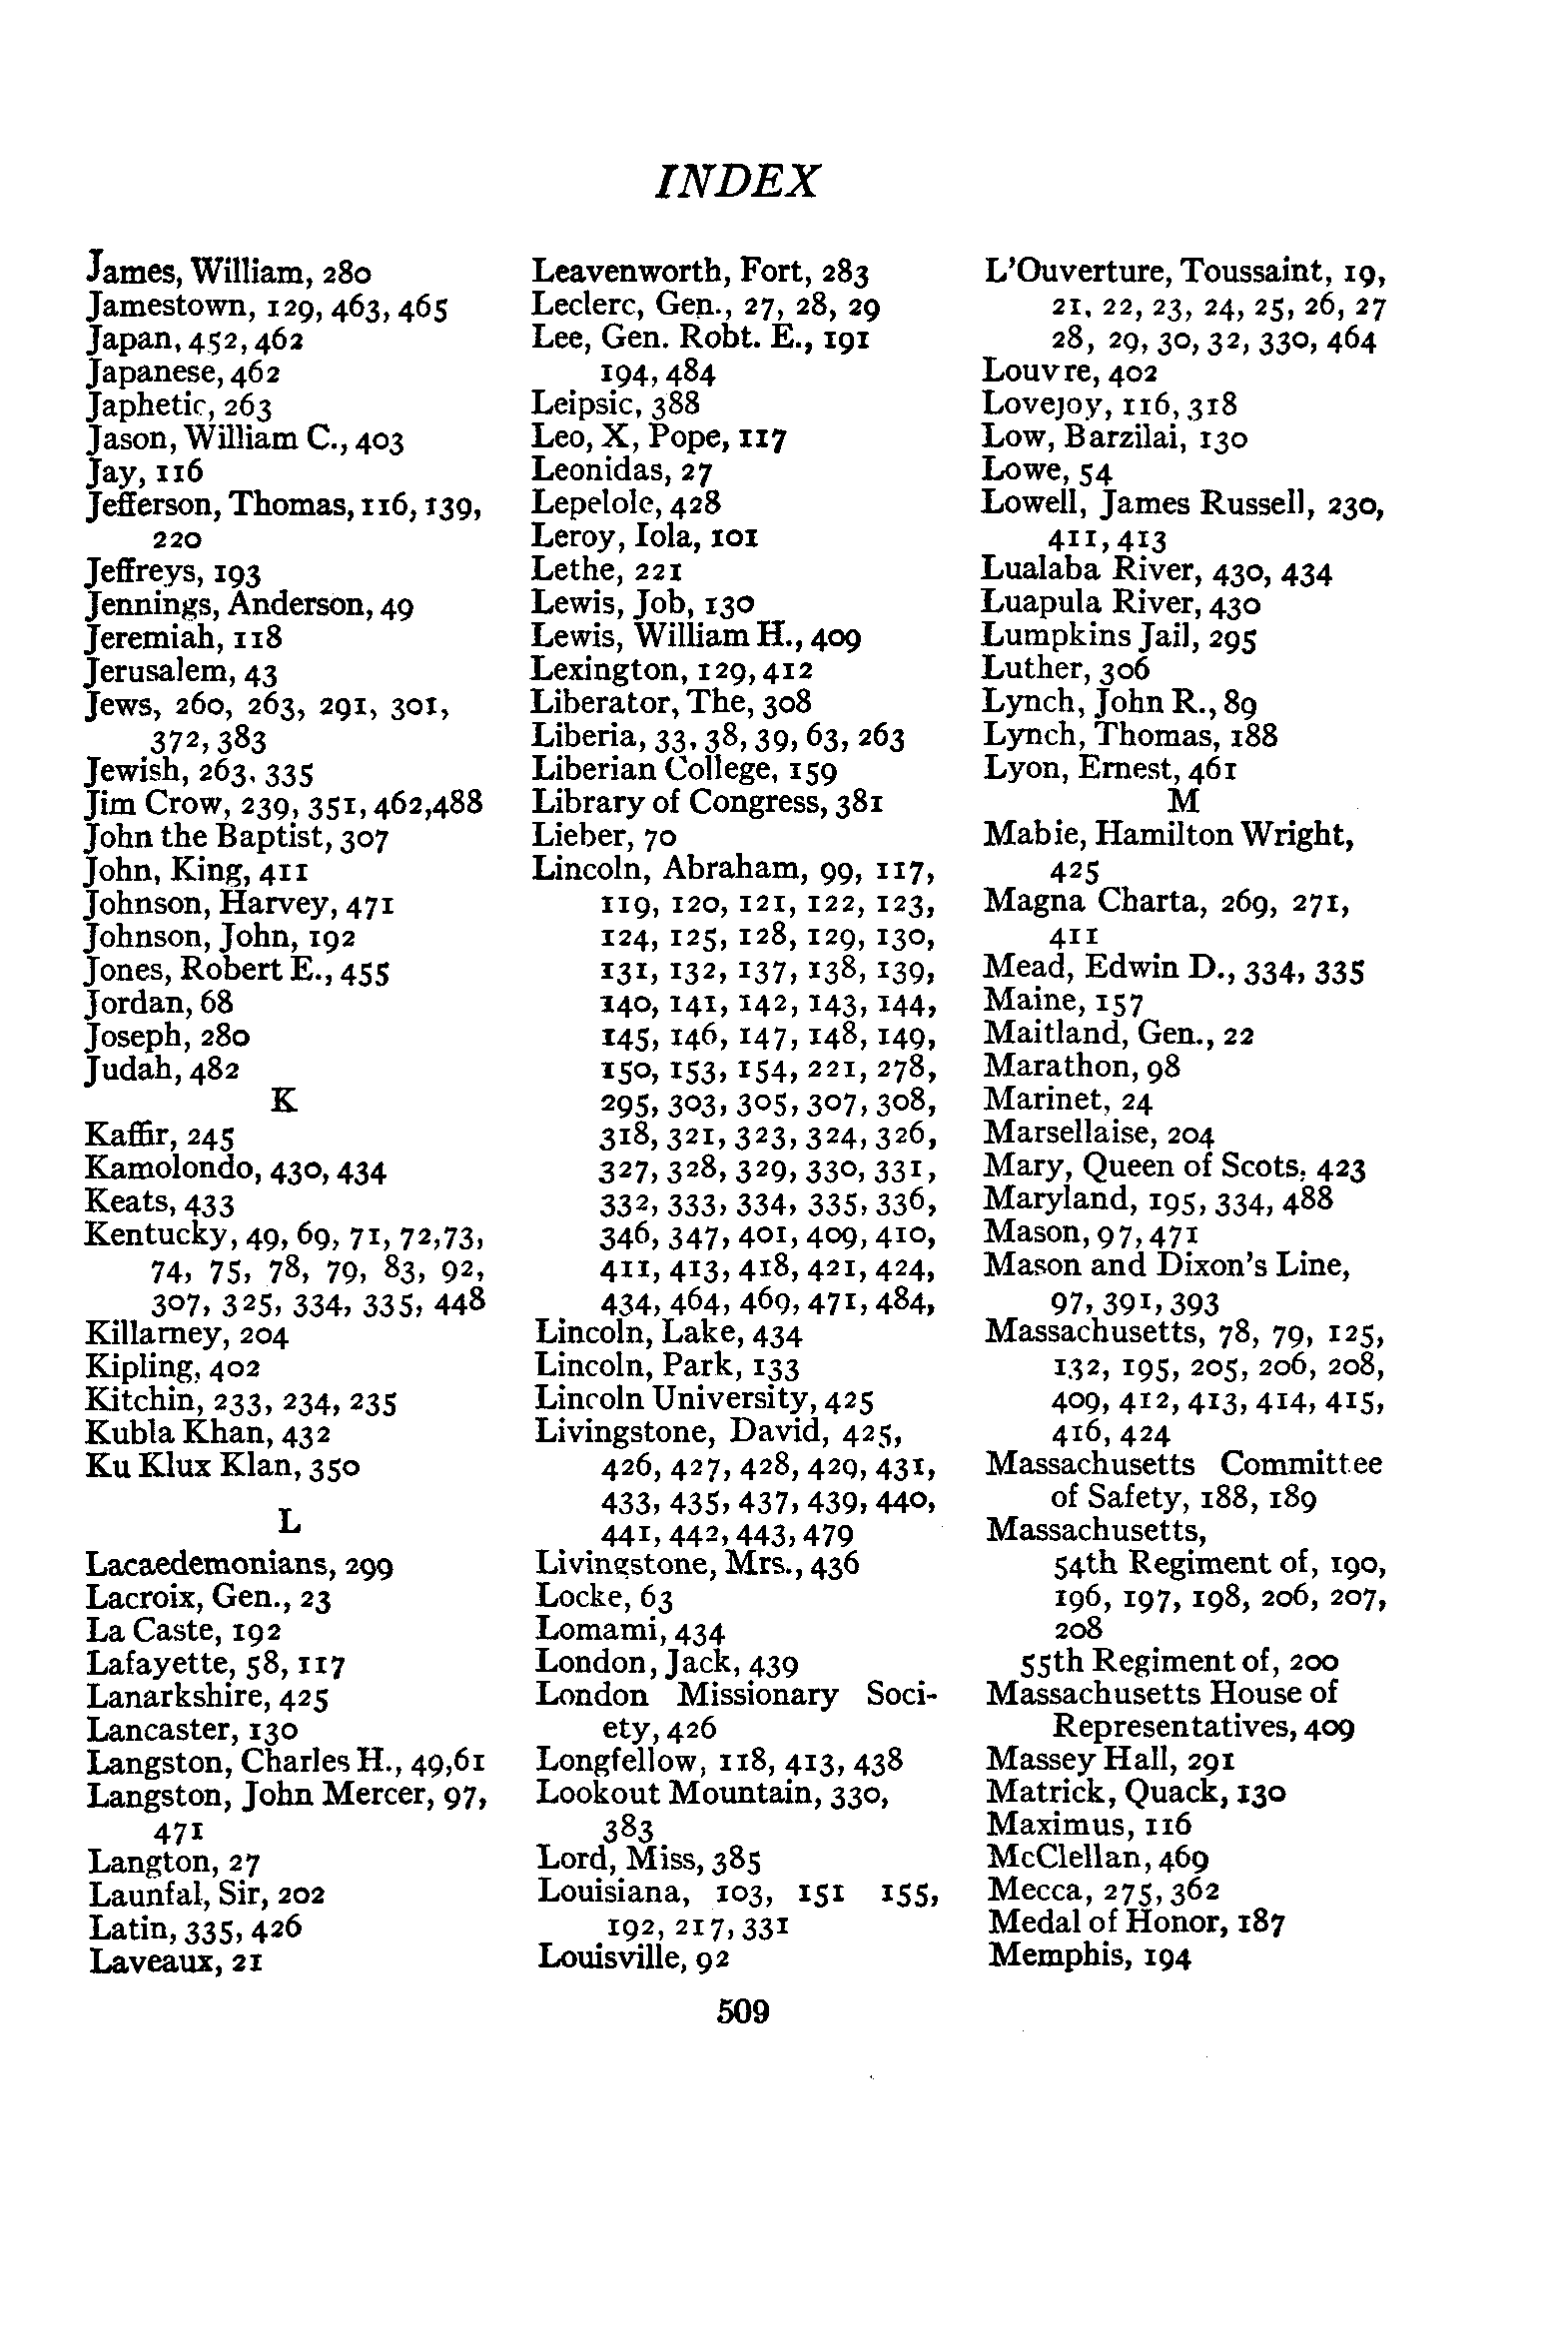 INDEX
James, William, 280
Jamestown, 129, 463, 465
Japan, 452, 462
Japanese, 462
Japhetic, 263
Jason, William C., 403
Jay, 116
Jefferson, Thomas, 116, 139,
220
Jeffreys, 193
Jennings, Anderson, 49
Jeremiah, 118
Jerusalem, 43
Jews, 260, 263, 291, 301,
372, 383
Jewish, 263, 335
Jim Crow, 239, 351, 462,488
John the Baptist, 307
John, King, 411
Johnson, Harvey, 471
Johnson, John, 192
Jones, Robert E., 455
Jordan, 68
Joseph, 280
Judah, 482
K
Kaffir, 245
Kamolondo, 430, 434
Keats, 433
Kentucky, 49, 69, 71, 72,73,
74, 75, 78, 79, 83, 92,
307, 325, 334, 335, 448
Killarney, 204
Kipling, 402
Kitchin, 233, 234, 235
Kubla Khan, 432
Ku Klux Klan, 350
L
Lacaedemonians, 299
Lacroix, Gen., 23
La Caste, 192
Lafayette, 58, 117
Lanarkshire, 425
Lancaster, 130
Langston, Charles H., 49,61
Langston, John Mercer, 97,
471
Langton, 27
Launfal, Sir, 202
Latin, 335, 426
Laveaux, 21
Leavenworth, Fort, 283
Leclerc, Gen., 27, 28, 29
Lee, Gen. Robt. E., 191
194, 484
Leipsic, 388
Leo, X, Pope, 117
Leonidas, 27
Lepelole, 428
Leroy, Iola, 101
Lethe, 221
Lewis, Job, 130
Lewis, William H., 409
Lexington, 129, 412
Liberator, The, 308
Liberia, 33, 38, 39, 63, 263
Liberian College, 159
Library of Congress, 381
Lieber, 70
Lincoln, Abraham, 99, 117,
119, 120, 121, 122, 123,
124, 125, 128, 129, 130,
131, 132, 137, 138, 139,
140, 141, 142, 143, 144,
145, 146, 147, 148, 149,
150, 153, 154, 221, 278,
295, 303, 305, 307, 308,
318, 321, 323, 324, 326,
327, 328, 329, 330, 331,
332, 333, 334, 335, 336,
346, 347, 401, 409, 410,
411, 413, 418, 421, 424,
434, 464, 469, 471, 484,
Lincoln, Lake, 434
Lincoln, Park, 133
Lincoln University, 425
Livingstone, David, 425,
426, 427, 428, 429, 431,
433, 435, 437, 439, 440,
441, 442, 443, 479
Livingstone, Mrs., 436
Locke, 63
Lomami, 434
London, Jack, 439
London Missionary Soci-
ety, 426
Longfellow, 118, 413, 438
Lookout Mountain, 330,
383
Lord, Miss, 385
Louisiana, 103, 151 155,
192, 217, 331
Louisville, 92
L'Ouverture, Toussaint, 19,
21, 22, 23, 24, 25, 26, 27
28, 29, 30, 32, 330, 464
Louvre, 402
Lovejoy, 116, 318
Low, Barzilai, 130
Lowe, 54
Lowell, James Russell, 230,
411, 413
Lualaba River, 430, 434
Luapula River, 430
Lumpkins Jail, 295
Luther, 306
Lynch, John R., 89
Lynch, Thomas, 188
Lyon, Ernest, 461
M
Mabie, Hamilton Wright,
425
Magna Charta, 269, 271,
411
Mead, Edwin D., 334, 335
Maine, 157
Maitland, Gen., 22
Marathon, 98
Marinet, 24
Marsellaise, 204
Mary, Queen of Scots, 423
Maryland, 195, 334, 488
Mason, 97, 471
Mason and Dixon's Line,
97, 391, 393
Massachusetts, 78, 79, 125,
132, 195, 205, 206, 208,
409, 412, 413, 414, 415,
416, 424
Massachusetts Committee
of Safety, 188, 189
Massachusetts,
54th Regiment of, 190,
196, 197, 198, 206, 207,
208
55th Regiment of, 200
Massachusetts House of
Representatives, 409
Massey Hall, 291
Matrick, Quack, 130
Maximus, 116
McClellan, 469
Mecca, 275, 362
Medal of Honor, 187
Memphis, 194
509